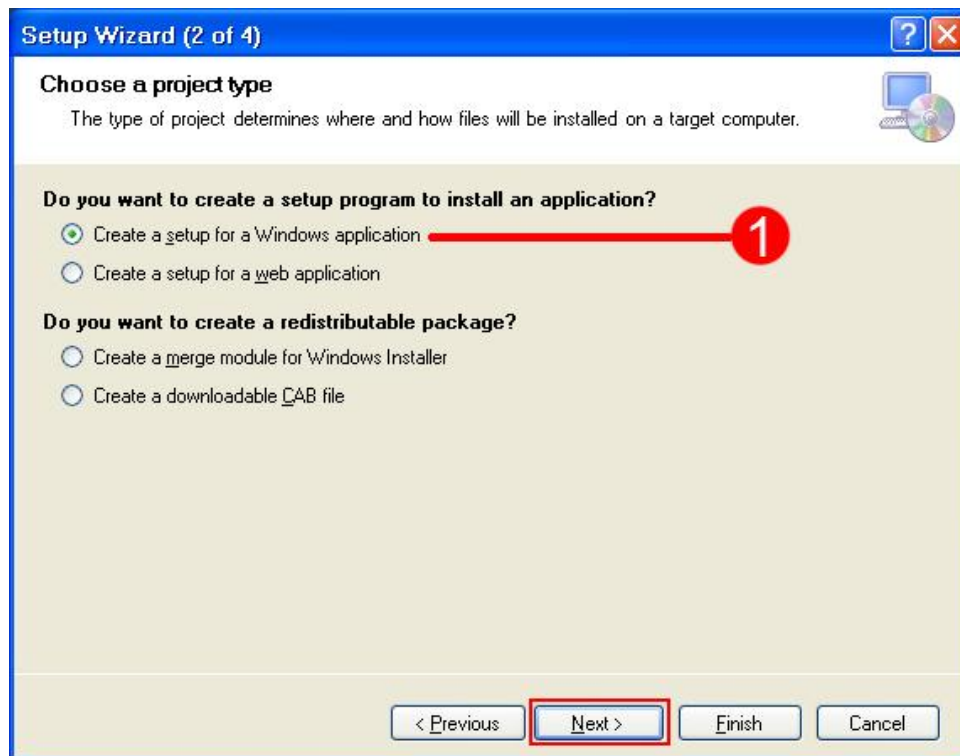 Setup Wizard (2 of 4)
Choose a project type
The type of project determines where and how files will be installed on a target computer.
Do you want to create a setup program to install an application?
Create a setup for a Windows application
1
Create a setup for a web application
Do you want to create a redistributable package?
Create a merge module for Windows Installer
Create a downloadable CAB file
< Previous Next > Finish Cancel